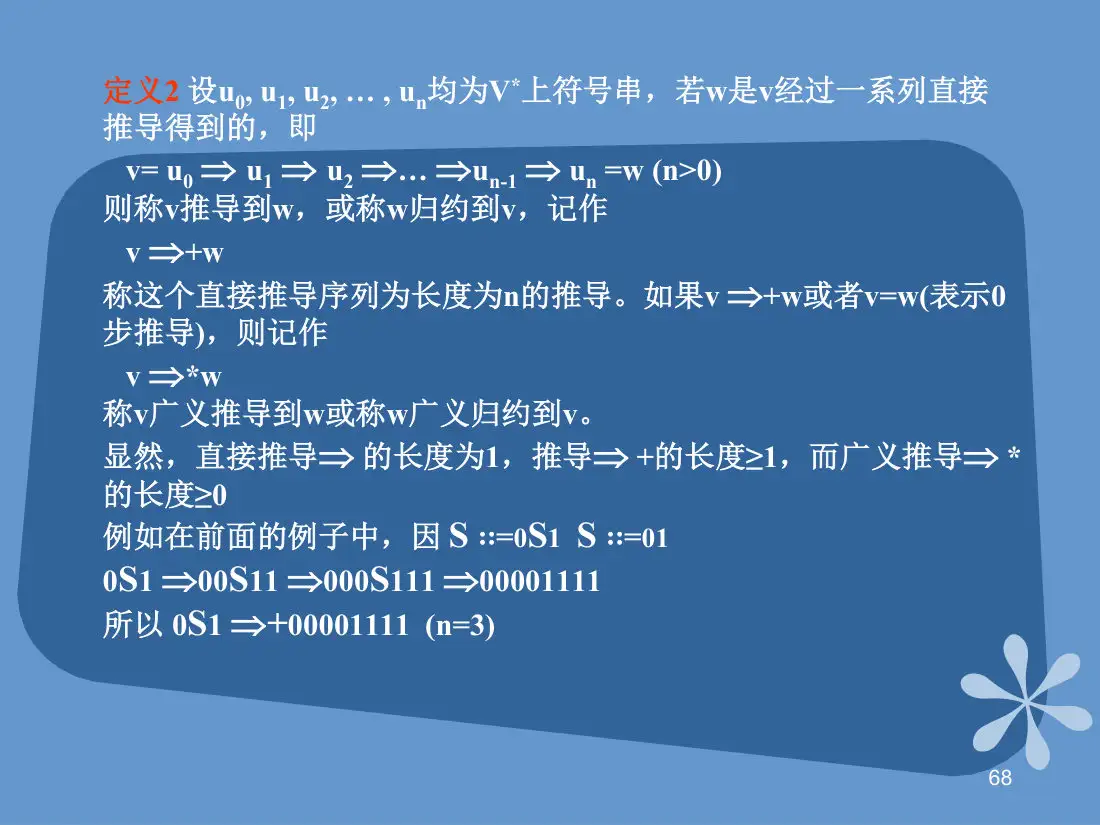 定义2 设u0, u1, u2, … , un均为V*上符号串，若w是v经过一系列直接
推导得到的，即
v= u0 ⇒ u1 ⇒ u2 ⇒… ⇒un-1 ⇒ un =w (n>0)
则称v推导到w，或称w归约到v，记作
v ⇒+w
称这个直接推导序列为长度为n的推导。如果v ⇒+w或者v=w(表示0
步推导)，则记作
v ⇒*w
称v广义推导到w或称w广义归约到v。
显然，直接推导⇒ 的长度为1，推导⇒ +的长度≥1，而广义推导⇒ *
的长度≥0
例如在前面的例子中，因 S ::=0S1 S ::=01
0S1 ⇒00S11 ⇒000S111 ⇒00001111
所以 0S1 ⇒+00001111 (n=3)
68